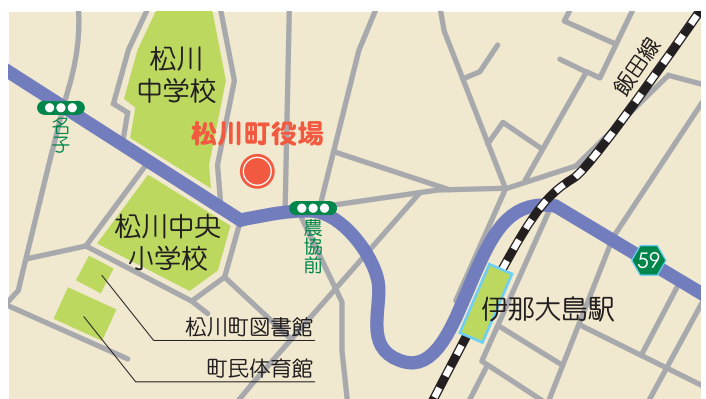 松川
中学校
飯田線
名子
松川町役場
松川中央
小学校
農協前
59
伊那大島駅
松川町図書館
町民体育館